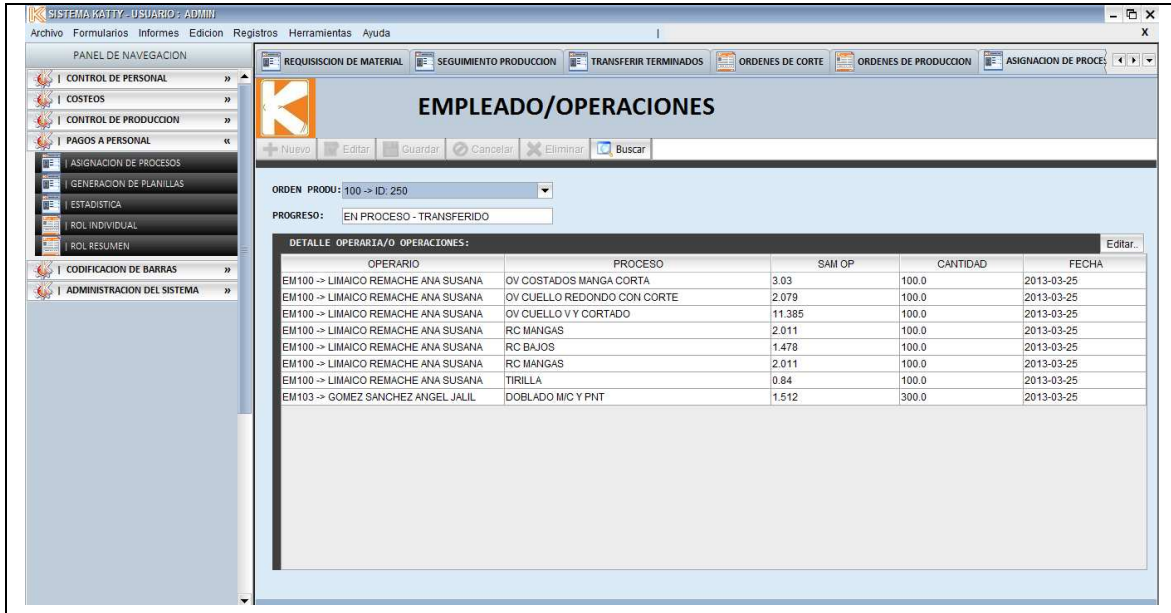 SISTEMA KATTY - USUARIO : ADMIN
Archivo Formularios Informes Edicion Registros Herramientas Ayuda | X
PANEL DE NAVEGACION
| CONTROL DE PERSONAL »
| COSTEOS »
| CONTROL DE PRODUCCION »
| PAGOS A PERSONAL «
| ASIGNACION DE PROCESOS
| GENERACION DE PLANILLAS
| ESTADISTICA
| ROL INDIVIDUAL
| ROL RESUMEN
| CODIFICACION DE BARRAS »
| ADMINISTRACION DEL SISTEMA »
REQUISISCION DE MATERIAL SEGUIMIENTO PRODUCCION TRANSFERIR TERMINADOS ORDENES DE CORTE ORDENES DE PRODUCCION ASIGNACION DE PROCE
K EMPLEADO/OPERACIONES
Nuevo Editar Guardar Cancelar Eliminar Buscar
ORDEN PRODU: 100 -> ID: 250
PROGRESO: EN PROCESO - TRANSFERIDO
DETALLE OPERARIA/O OPERACIONES: Editar..
OPERARIO PROCESO SAM OP CANTIDAD FECHA
EM100 -> LIMAICO REMACHE ANA SUSANA OV COSTADOS MANGA CORTA 3.03 100.0 2013-03-25
EM100 -> LIMAICO REMACHE ANA SUSANA OV CUELLO REDONDO CON CORTE 2.079 100.0 2013-03-25
EM100 -> LIMAICO REMACHE ANA SUSANA OV CUELLO V Y CORTADO 11.385 100.0 2013-03-25
EM100 -> LIMAICO REMACHE ANA SUSANA RC MANGAS 2.011 100.0 2013-03-25
EM100 -> LIMAICO REMACHE ANA SUSANA RC BAJOS 1.478 100.0 2013-03-25
EM100 -> LIMAICO REMACHE ANA SUSANA RC MANGAS 2.011 100.0 2013-03-25
EM100 -> LIMAICO REMACHE ANA SUSANA TIRILLA 0.84 100.0 2013-03-25
EM103 -> GOMEZ SANCHEZ ANGEL JALIL DOBLADO M/C Y PNT 1.512 300.0 2013-03-25